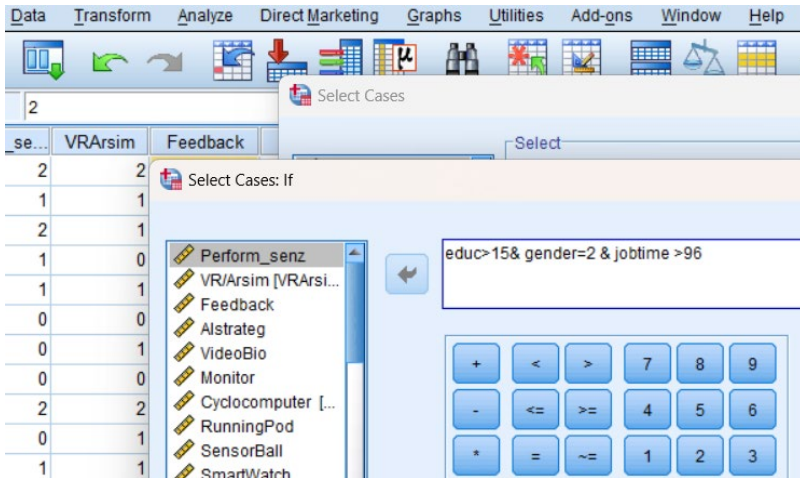 Data Transform Analyze Direct Marketing Graphs Utilities Add-ons Window Help
2
Select Cases
_se... VRArsim Feedback
Select
2 2
Select Cases: If
1 1
2 1
1 0
1 1
0 0
0 1
0 0
2 2
0 1
1 1
Perform_senz
VR/Arsim [VRArsi...
Feedback
AIstrateg
VideoBio
Monitor
Cyclocomputer [...
RunningPod
SensorBall
SmartWatch
educ>15& gender=2 & jobtime >96
+ < > 7 8 9
- <= >= 4 5 6
* = ~= 1 2 3